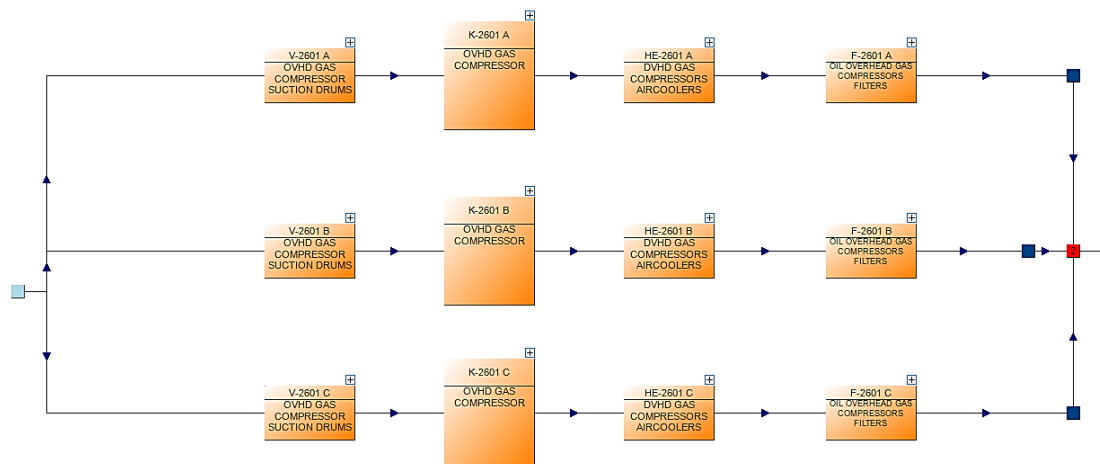 V-2601 A
OVHD GAS
COMPRESSOR
SUCTION DRUMS
K-2601 A
OVHD GAS
COMPRESSOR
HE-2601 A
DVHD GAS
COMPRESSORS
AIRCOOLERS
F-2601 A
OIL OVERHEAD GAS
COMPRESSORS
FILTERS
V-2601 B
OVHD GAS
COMPRESSOR
SUCTION DRUMS
K-2601 B
OVHD GAS
COMPRESSOR
HE-2601 B
DVHD GAS
COMPRESSORS
AIRCOOLERS
F-2601 B
OIL OVERHEAD GAS
COMPRESSORS
FILTERS
2
V-2601 C
OVHD GAS
COMPRESSOR
SUCTION DRUMS
K-2601 C
OVHD GAS
COMPRESSOR
HE-2601 C
DVHD GAS
COMPRESSORS
AIRCOOLERS
F-2601 C
OIL OVERHEAD GAS
COMPRESSORS
FILTERS